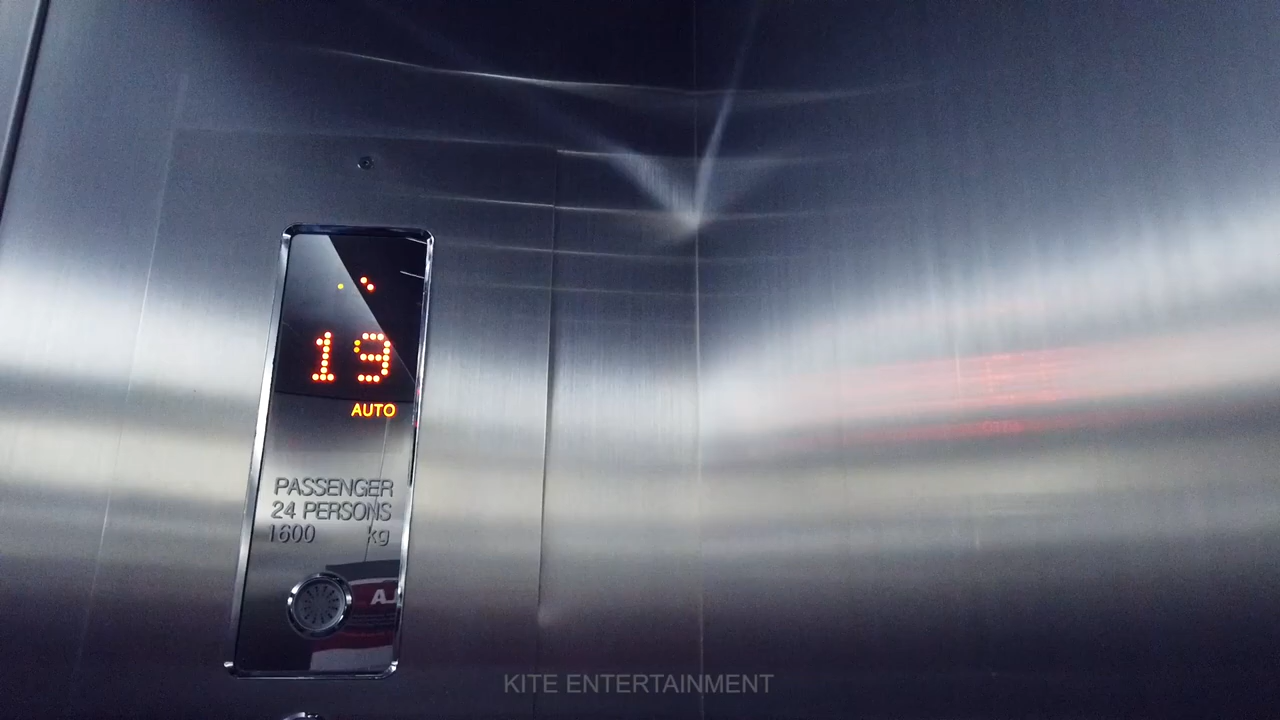 19
AUTO
PASSENGER
24 PERSONS
1600 kg
KITE ENTERTAINMENT